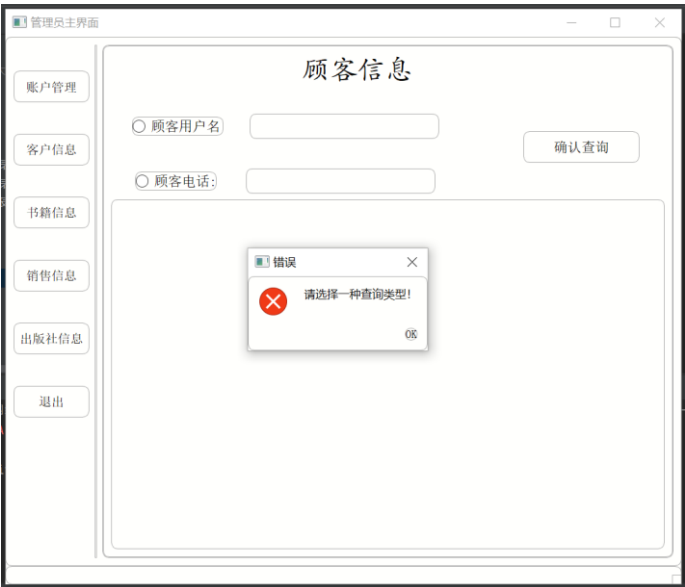 管理员主界面
顾客信息
账户管理
顾客用户名
确认查询
客户信息
顾客电话:
书籍信息
错误
请选择一种查询类型!
OK
销售信息
出版社信息
退出